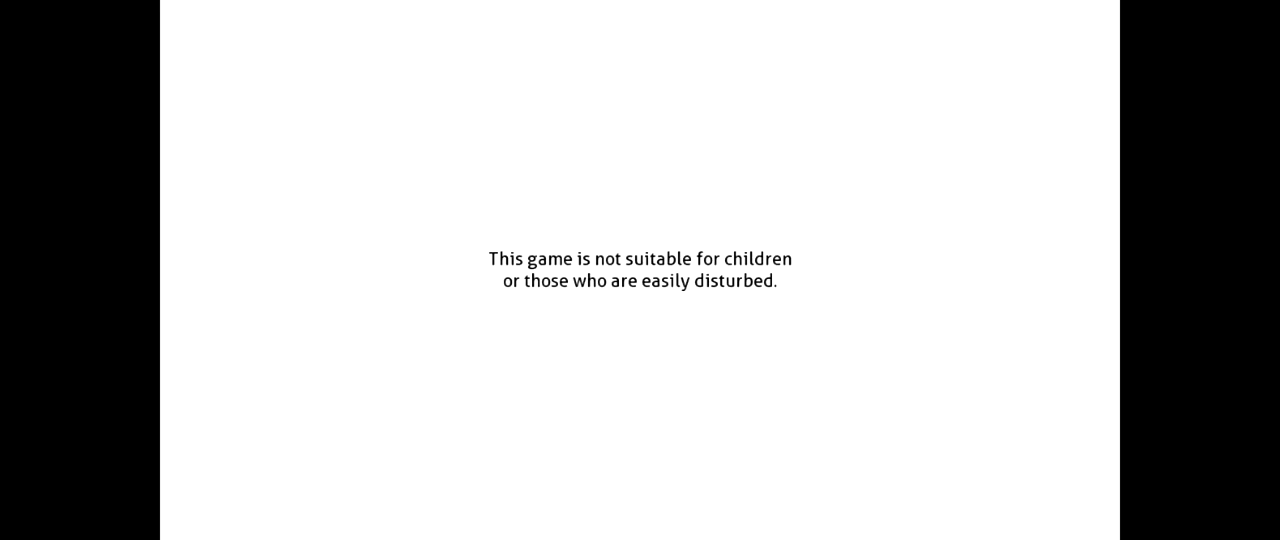 This game is not suitable for children
or those who are easily disturbed.